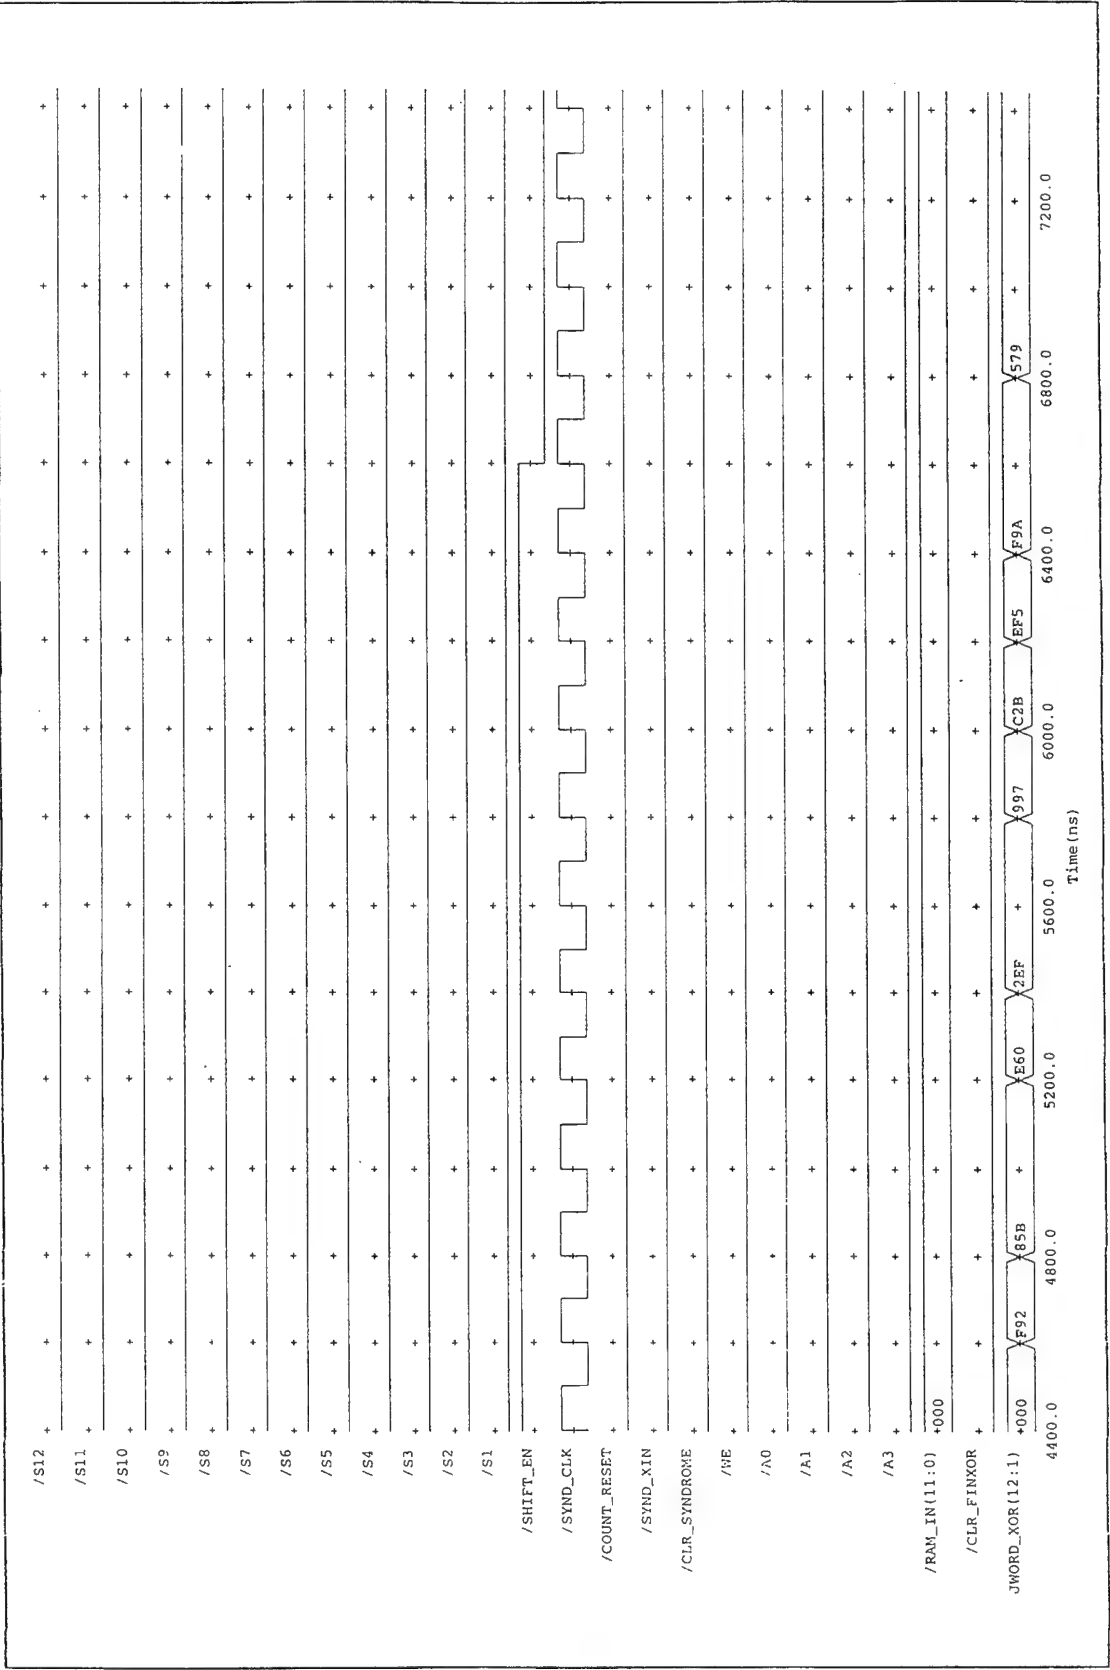 /S12
/S11
/S10
/S9
/S8
/S7
/S6
/S5
/S4
/S3
/S2
/S1
/SHIFT_EN
/SYND_CLK
/COUNT_RESET
/SYND_XIN
/CLR_SYNDROME
/WE
/A0
/A1
/A2
/A3
/RAM_IN(11:0) 000
/CLR_FINXOR
JWORD_XOR(12:1) 000 F92 85B E60 2EF 997 C2B EF5 F9A 579
4400.0 4800.0 5200.0 5600.0 6000.0 6400.0 6800.0 7200.0
Time(ns)